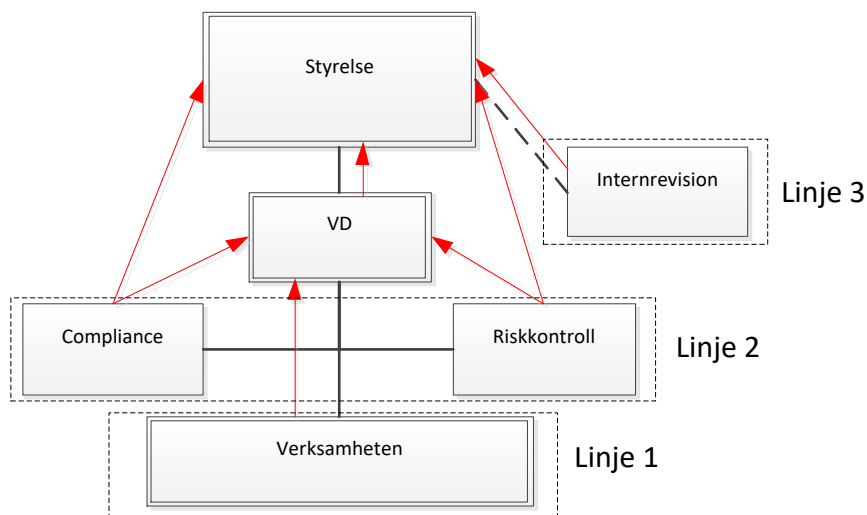 Styrelse
Internrevision
Linje 3
VD
Compliance
Riskkontroll
Linje 2
Verksamheten
Linje 1